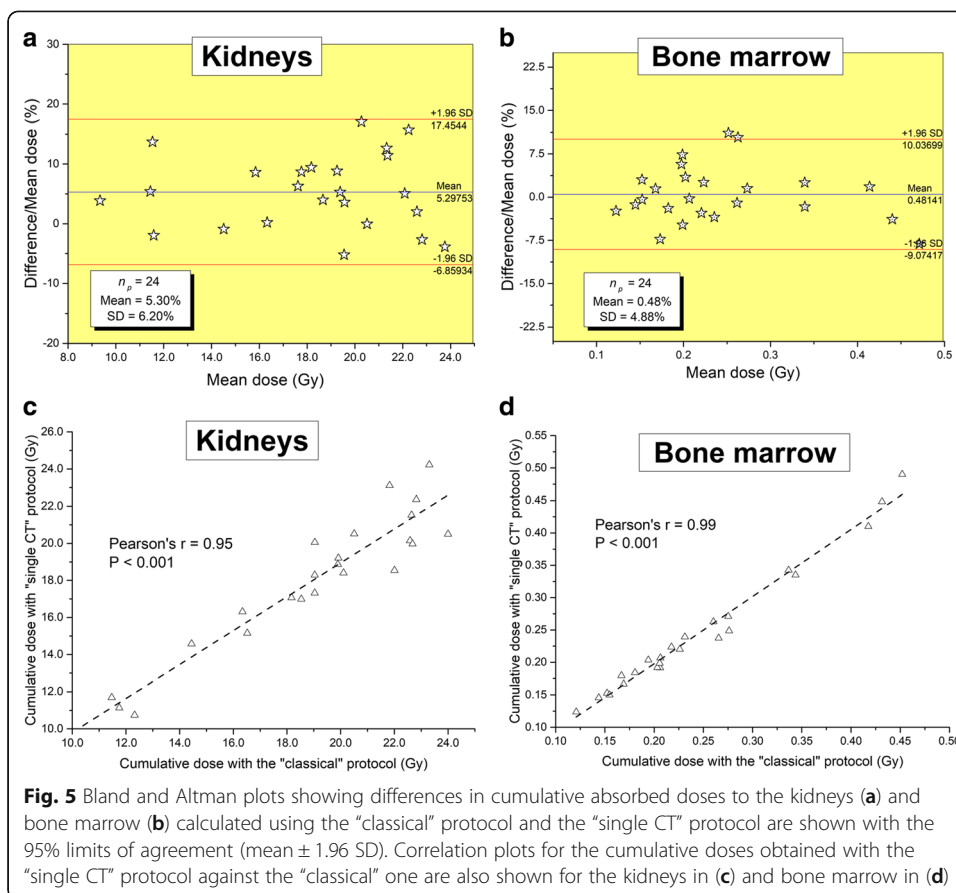 a
Kidneys
Difference/Mean dose (%)
30
20
10
0
-10
-20
+1.96 SD
17.4544
Mean
5.29753
-1.96 SD
-6.85934
n_p = 24
Mean = 5.30%
SD = 6.20%
8.0 10.0 12.0 14.0 16.0 18.0 20.0 22.0 24.0
Mean dose (Gy)
b
Bone marrow
Difference/Mean dose (%)
22.5
15.0
7.5
0.0
-7.5
-15.0
-22.5
+1.96 SD
10.03699
Mean
0.48141
-1.96 SD
-9.07417
n_p = 24
Mean = 0.48%
SD = 4.88%
0.1 0.2 0.3 0.4 0.5
Mean dose (Gy)
c
Kidneys
Cumulative dose with "single CT" protocol (Gy)
26.0
24.0
22.0
20.0
18.0
16.0
14.0
12.0
10.0
Pearson's r = 0.95
P < 0.001
10.0 12.0 14.0 16.0 18.0 20.0 22.0 24.0
Cumulative dose with the "classical" protocol (Gy)
d
Bone marrow
Cumulative dose with "single CT" protocol (Gy)
0.55
0.50
0.45
0.40
0.35
0.30
0.25
0.20
0.15
0.10
Pearson's r = 0.99
P < 0.001
0.10 0.15 0.20 0.25 0.30 0.35 0.40 0.45 0.50
Cumulative dose with the "classical" protocol (Gy)
Fig. 5 Bland and Altman plots showing differences in cumulative absorbed doses to the kidneys (a) and
bone marrow (b) calculated using the “classical” protocol and the “single CT” protocol are shown with the
95% limits of agreement (mean ± 1.96 SD). Correlation plots for the cumulative doses obtained with the
“single CT” protocol against the “classical” one are also shown for the kidneys in (c) and bone marrow in (d)